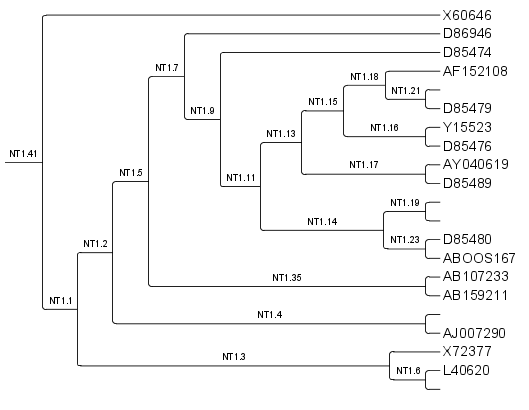 X60646
D86946
NT1.7
D85474
AF152108
NT1.18
NT1.21
D85479
NT1.15
NT1.9
Y15523
NT1.16
NT1.13
D85476
NT1.41
AY040619
NT1.17
NT1.5
NT1.11
D85489
NT1.19
NT1.14
D85480
NT1.23
NT1.2
ABOOS167
AB107233
NT1.35
AB159211
NT1.1
NT1.4
AJ007290
X72377
NT1.3
L40620
NT1.6